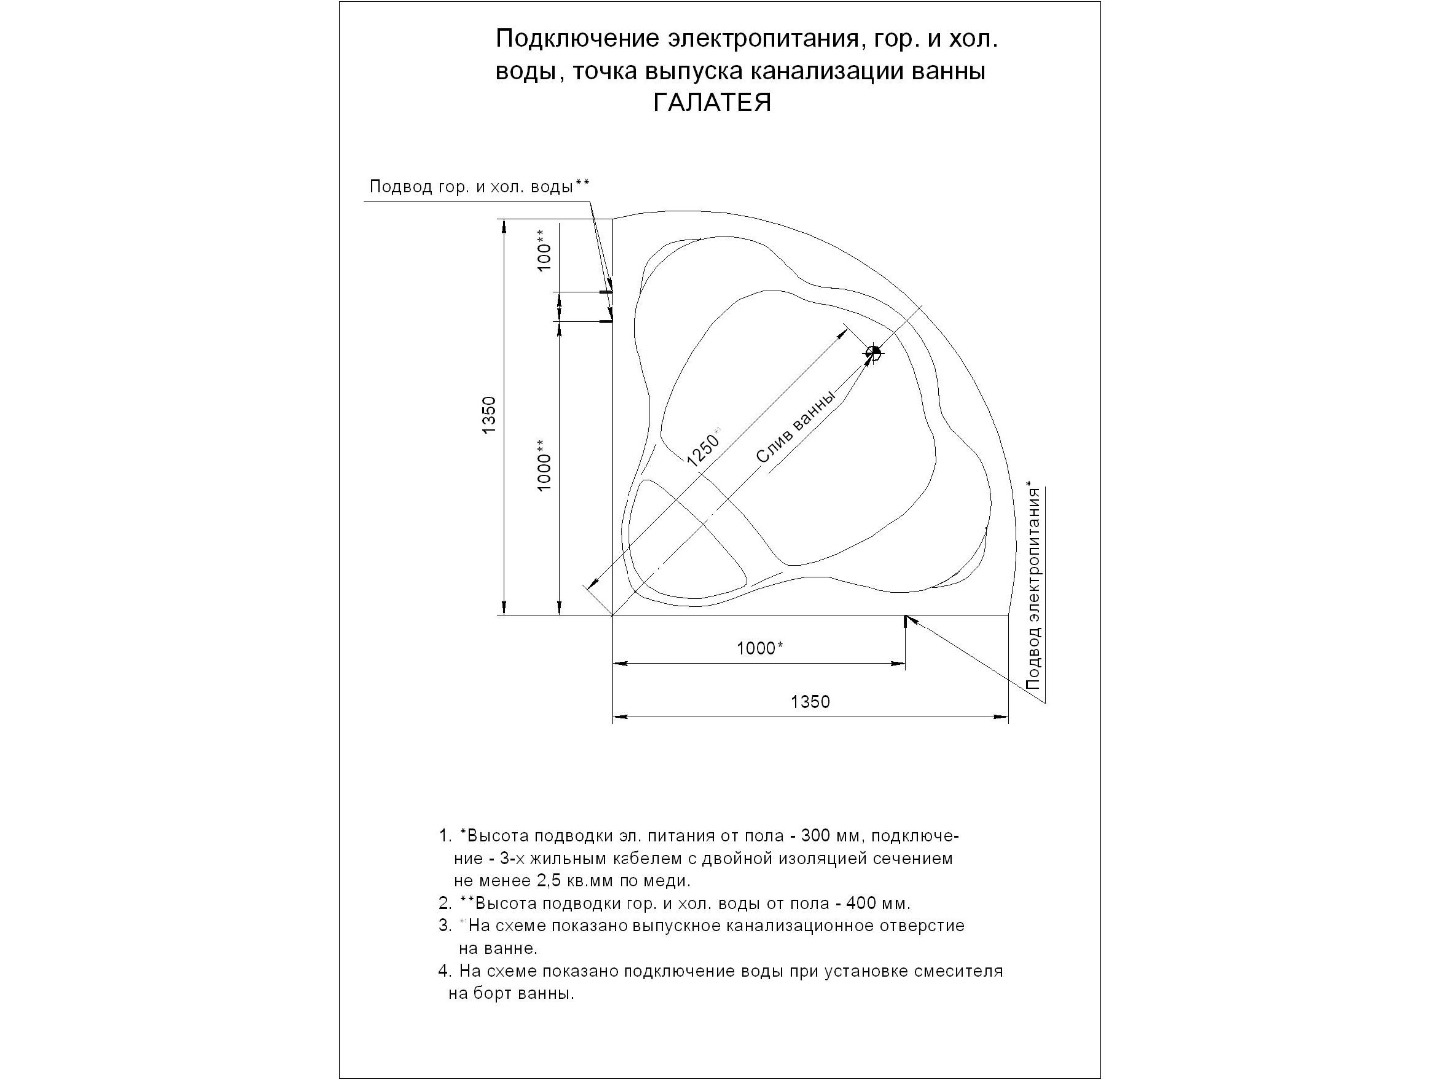 Подключение электропитания, гор. и хол.
воды, точка выпуска канализации ванны
ГАЛАТЕЯ
Подвод гор. и хол. воды**
100**
1350
1000**
1250*
Слив ванны
Подвод электропитания*
1000*
1350
1. *Высота подводки эл. питания от пола - 300 мм, подключе-
ние - 3-х жильным кабелем с двойной изоляцией сечением
не менее 2,5 кв.мм по меди.
2. **Высота подводки гор. и хол. воды от пола - 400 мм.
3. *На схеме показано выпускное канализационное отверстие
на ванне.
4. На схеме показано подключение воды при установке смесителя
на борт ванны.